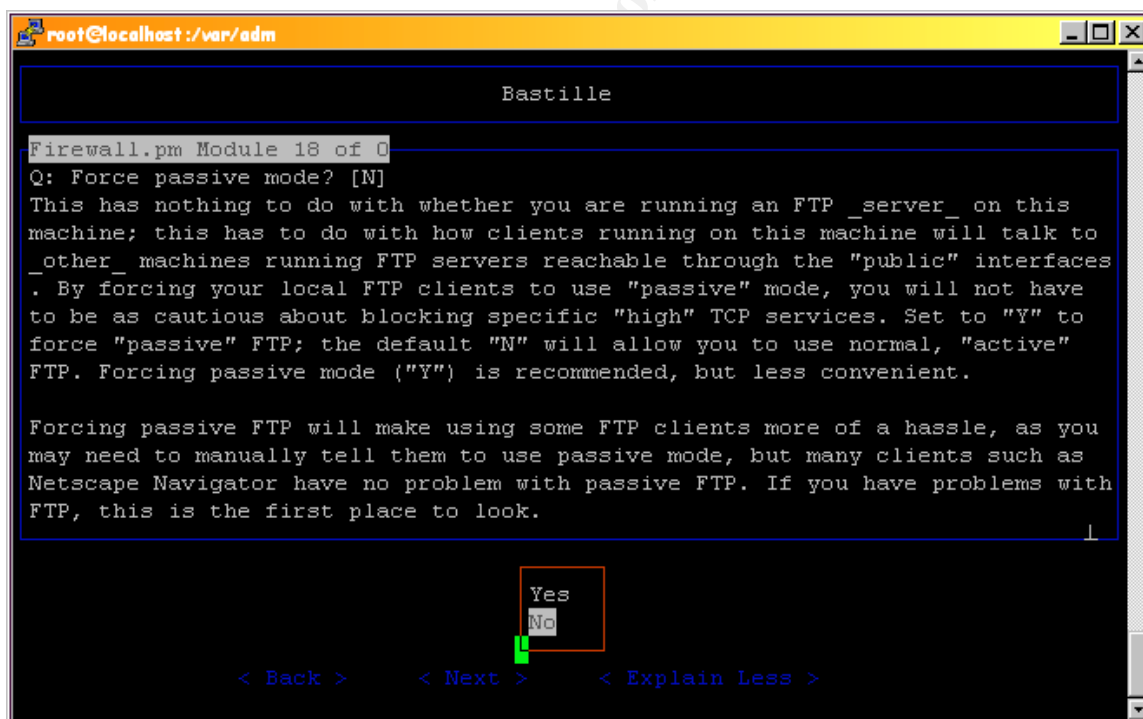 root@localhost:/var/adm
Bastille
Firewall.pm Module 18 of 0
Q: Force passive mode? [N]
This has nothing to do with whether you are running an FTP _server_ on this
machine; this has to do with how clients running on this machine will talk to
_other_ machines running FTP servers reachable through the "public" interfaces
. By forcing your local FTP clients to use "passive" mode, you will not have
to be as cautious about blocking specific "high" TCP services. Set to "Y" to
force "passive" FTP; the default "N" will allow you to use normal, "active"
FTP. Forcing passive mode ("Y") is recommended, but less convenient.
Forcing passive FTP will make using some FTP clients more of a hassle, as you
may need to manually tell them to use passive mode, but many clients such as
Netscape Navigator have no problem with passive FTP. If you have problems with
FTP, this is the first place to look.
Yes
No
< Back > < Next > < Explain Less >